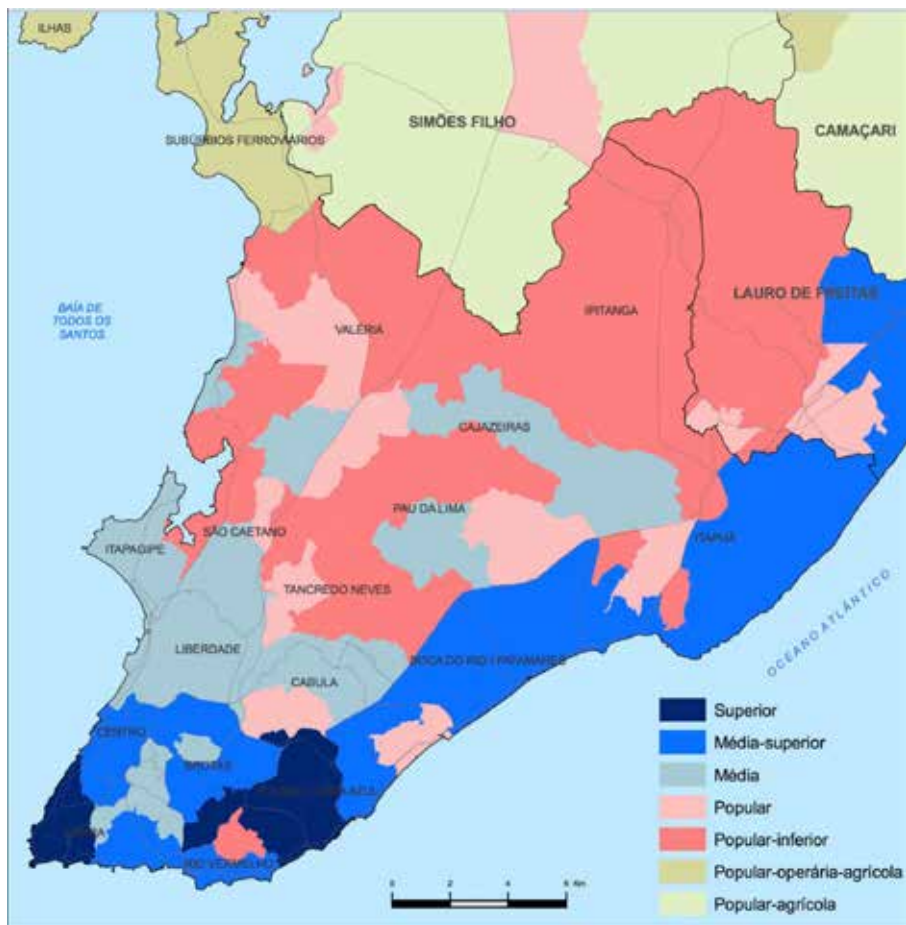 ILHAS
SUBÚRBIOS FERROVIÁRIOS
SIMÕES FILHO
CAMAÇARI
BAÍA DE
TODOS OS
SANTOS
VALÉRIA
IPITANGA
LAURO DE FREITAS
CAJAZEIRAS
PAU DA LIMA
ITAPAGIPE
SÃO CAETANO
ITAPUÃ
TANCREDO NEVES
LIBERDADE
CABULA
BOCA DO RIO / PATAMARES
OCEANO ATLÂNTICO
CENTRO
BROTAS
AZUL
RIO VERMELHO
Superior
Média-superior
Média
Popular
Popular-inferior
Popular-operária-agrícola
Popular-agrícola
0 2 4 6 Km